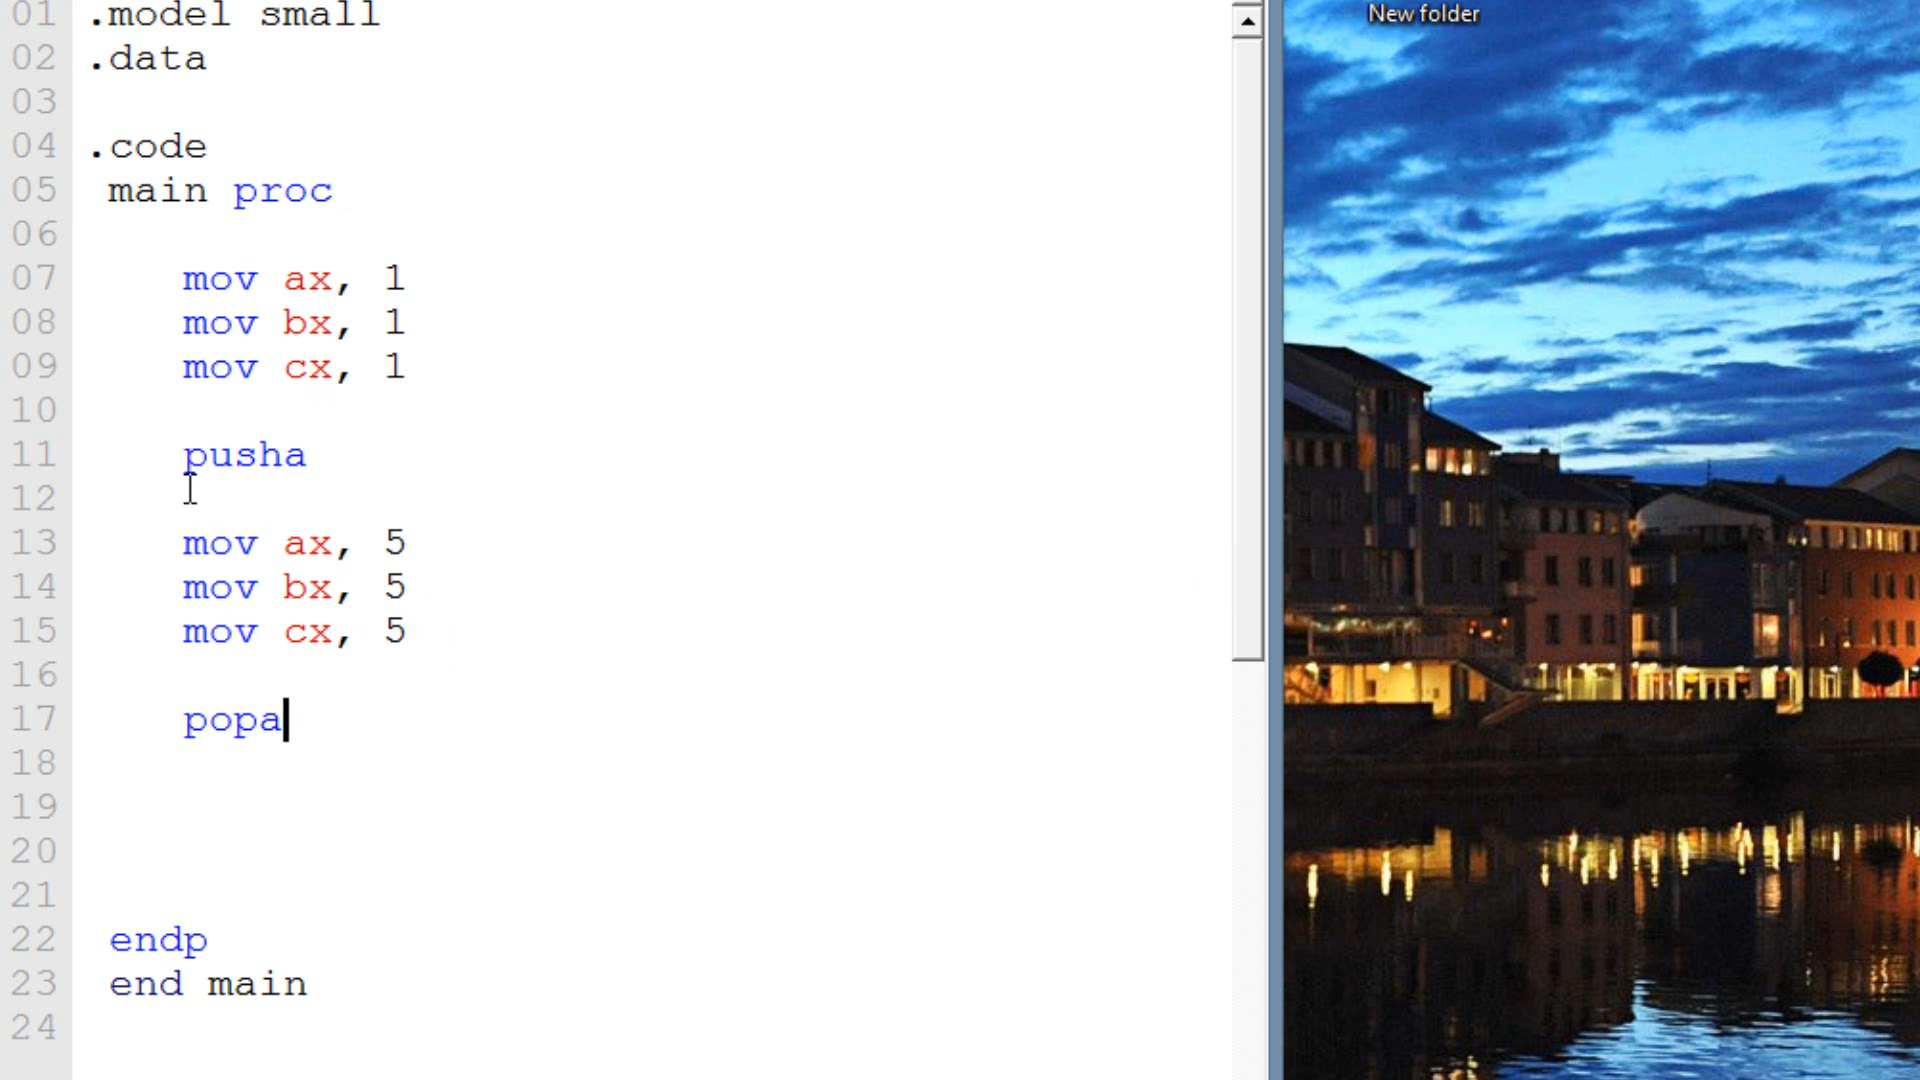 01 .model small
02 .data
03
04 .code
05 main proc
06
07 mov ax, 1
08 mov bx, 1
09 mov cx, 1
10
11 pusha
12
13 mov ax, 5
14 mov bx, 5
15 mov cx, 5
16
17 popa
18
19
20
21
22 endp
23 end main
24
New folder